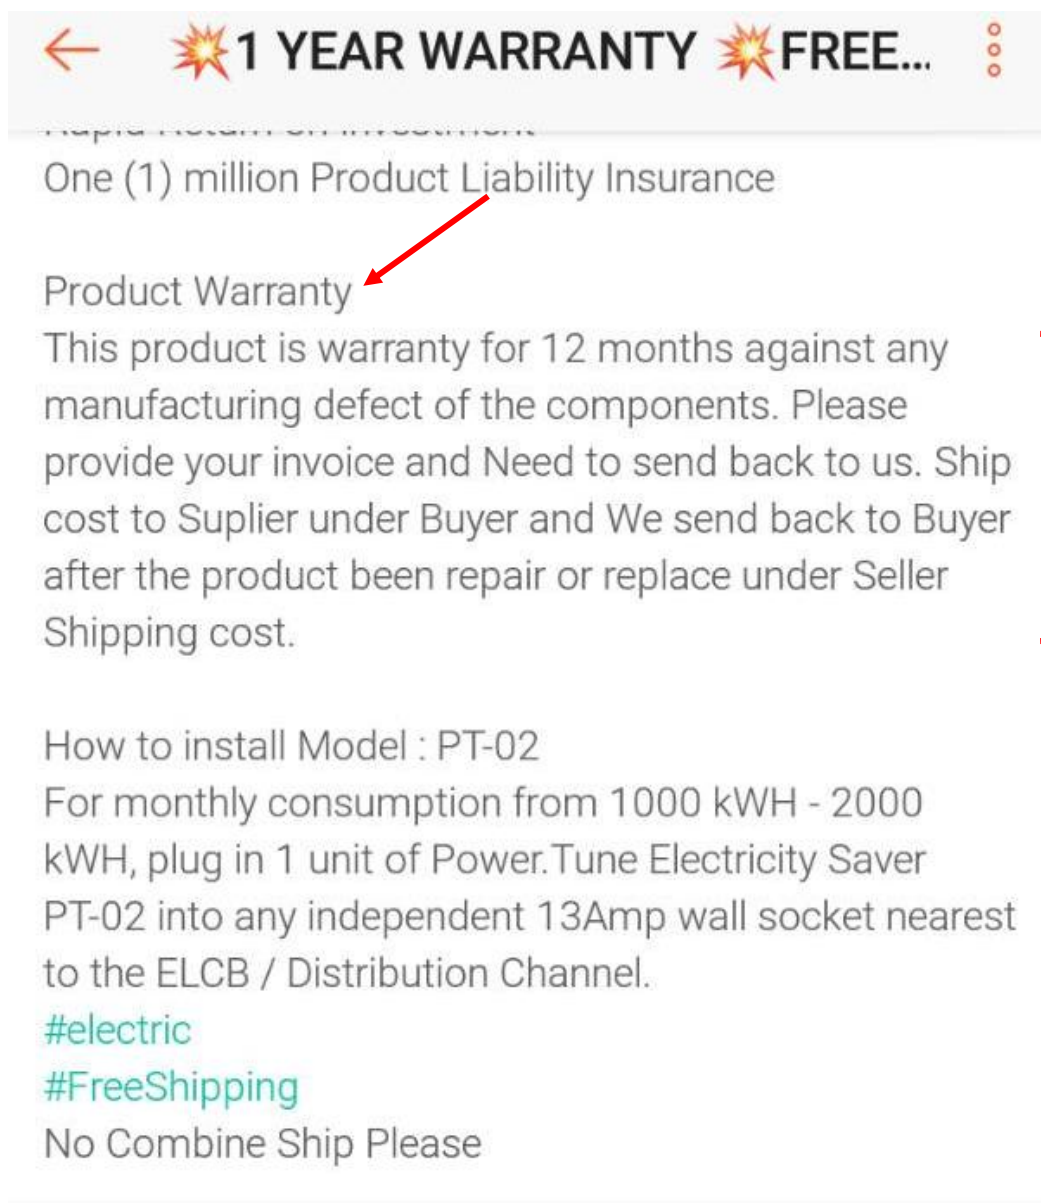 💥1 YEAR WARRANTY 💥FREE...
Rapid Return on Investment
One (1) million Product Liability Insurance
Product Warranty
This product is warranty for 12 months against any
manufacturing defect of the components. Please
provide your invoice and Need to send back to us. Ship
cost to Suplier under Buyer and We send back to Buyer
after the product been repair or replace under Seller
Shipping cost.
How to install Model : PT-02
For monthly consumption from 1000 kWH - 2000
kWH, plug in 1 unit of Power.Tune Electricity Saver
PT-02 into any independent 13Amp wall socket nearest
to the ELCB / Distribution Channel.
#electric
#FreeShipping
No Combine Ship Please